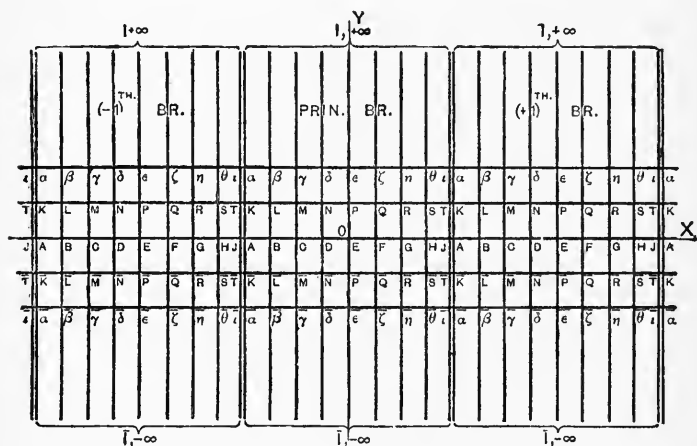 Y
1+∞ 1,+∞ 1,+∞
(-1)TH. BR. PRIN. BR. (+1)TH. BR.
ι α β γ δ ε ζ η θ ι α β γ δ ε ζ η θ ι α β γ δ ε ζ η θ ι α
T K L M N P Q R S T K L M N P Q R S T K L M N P Q R S T K
O X
J A B C D E F G H J A B C D E F G H J A B C D E F G H J A
T̄ K̄ L̄ M̄ N̄ P̄ Q̄ R̄ S̄ T̄ K̄ L̄ M̄ N̄ P̄ Q̄ R̄ S̄ T̄ K̄ L̄ M̄ N̄ P̄ Q̄ R̄ S̄ T̄ K̄
ῑ ᾱ β̄ γ̄ δ̄ ε̄ ζ̄ η̄ θ̄ ῑ ᾱ β̄ γ̄ δ̄ ε̄ ζ̄ η̄ θ̄ ῑ ᾱ β̄ γ̄ δ̄ ε̄ ζ̄ η̄ θ̄ ῑ ᾱ
1̄,-∞ 1̄,-∞ 1̄,-∞